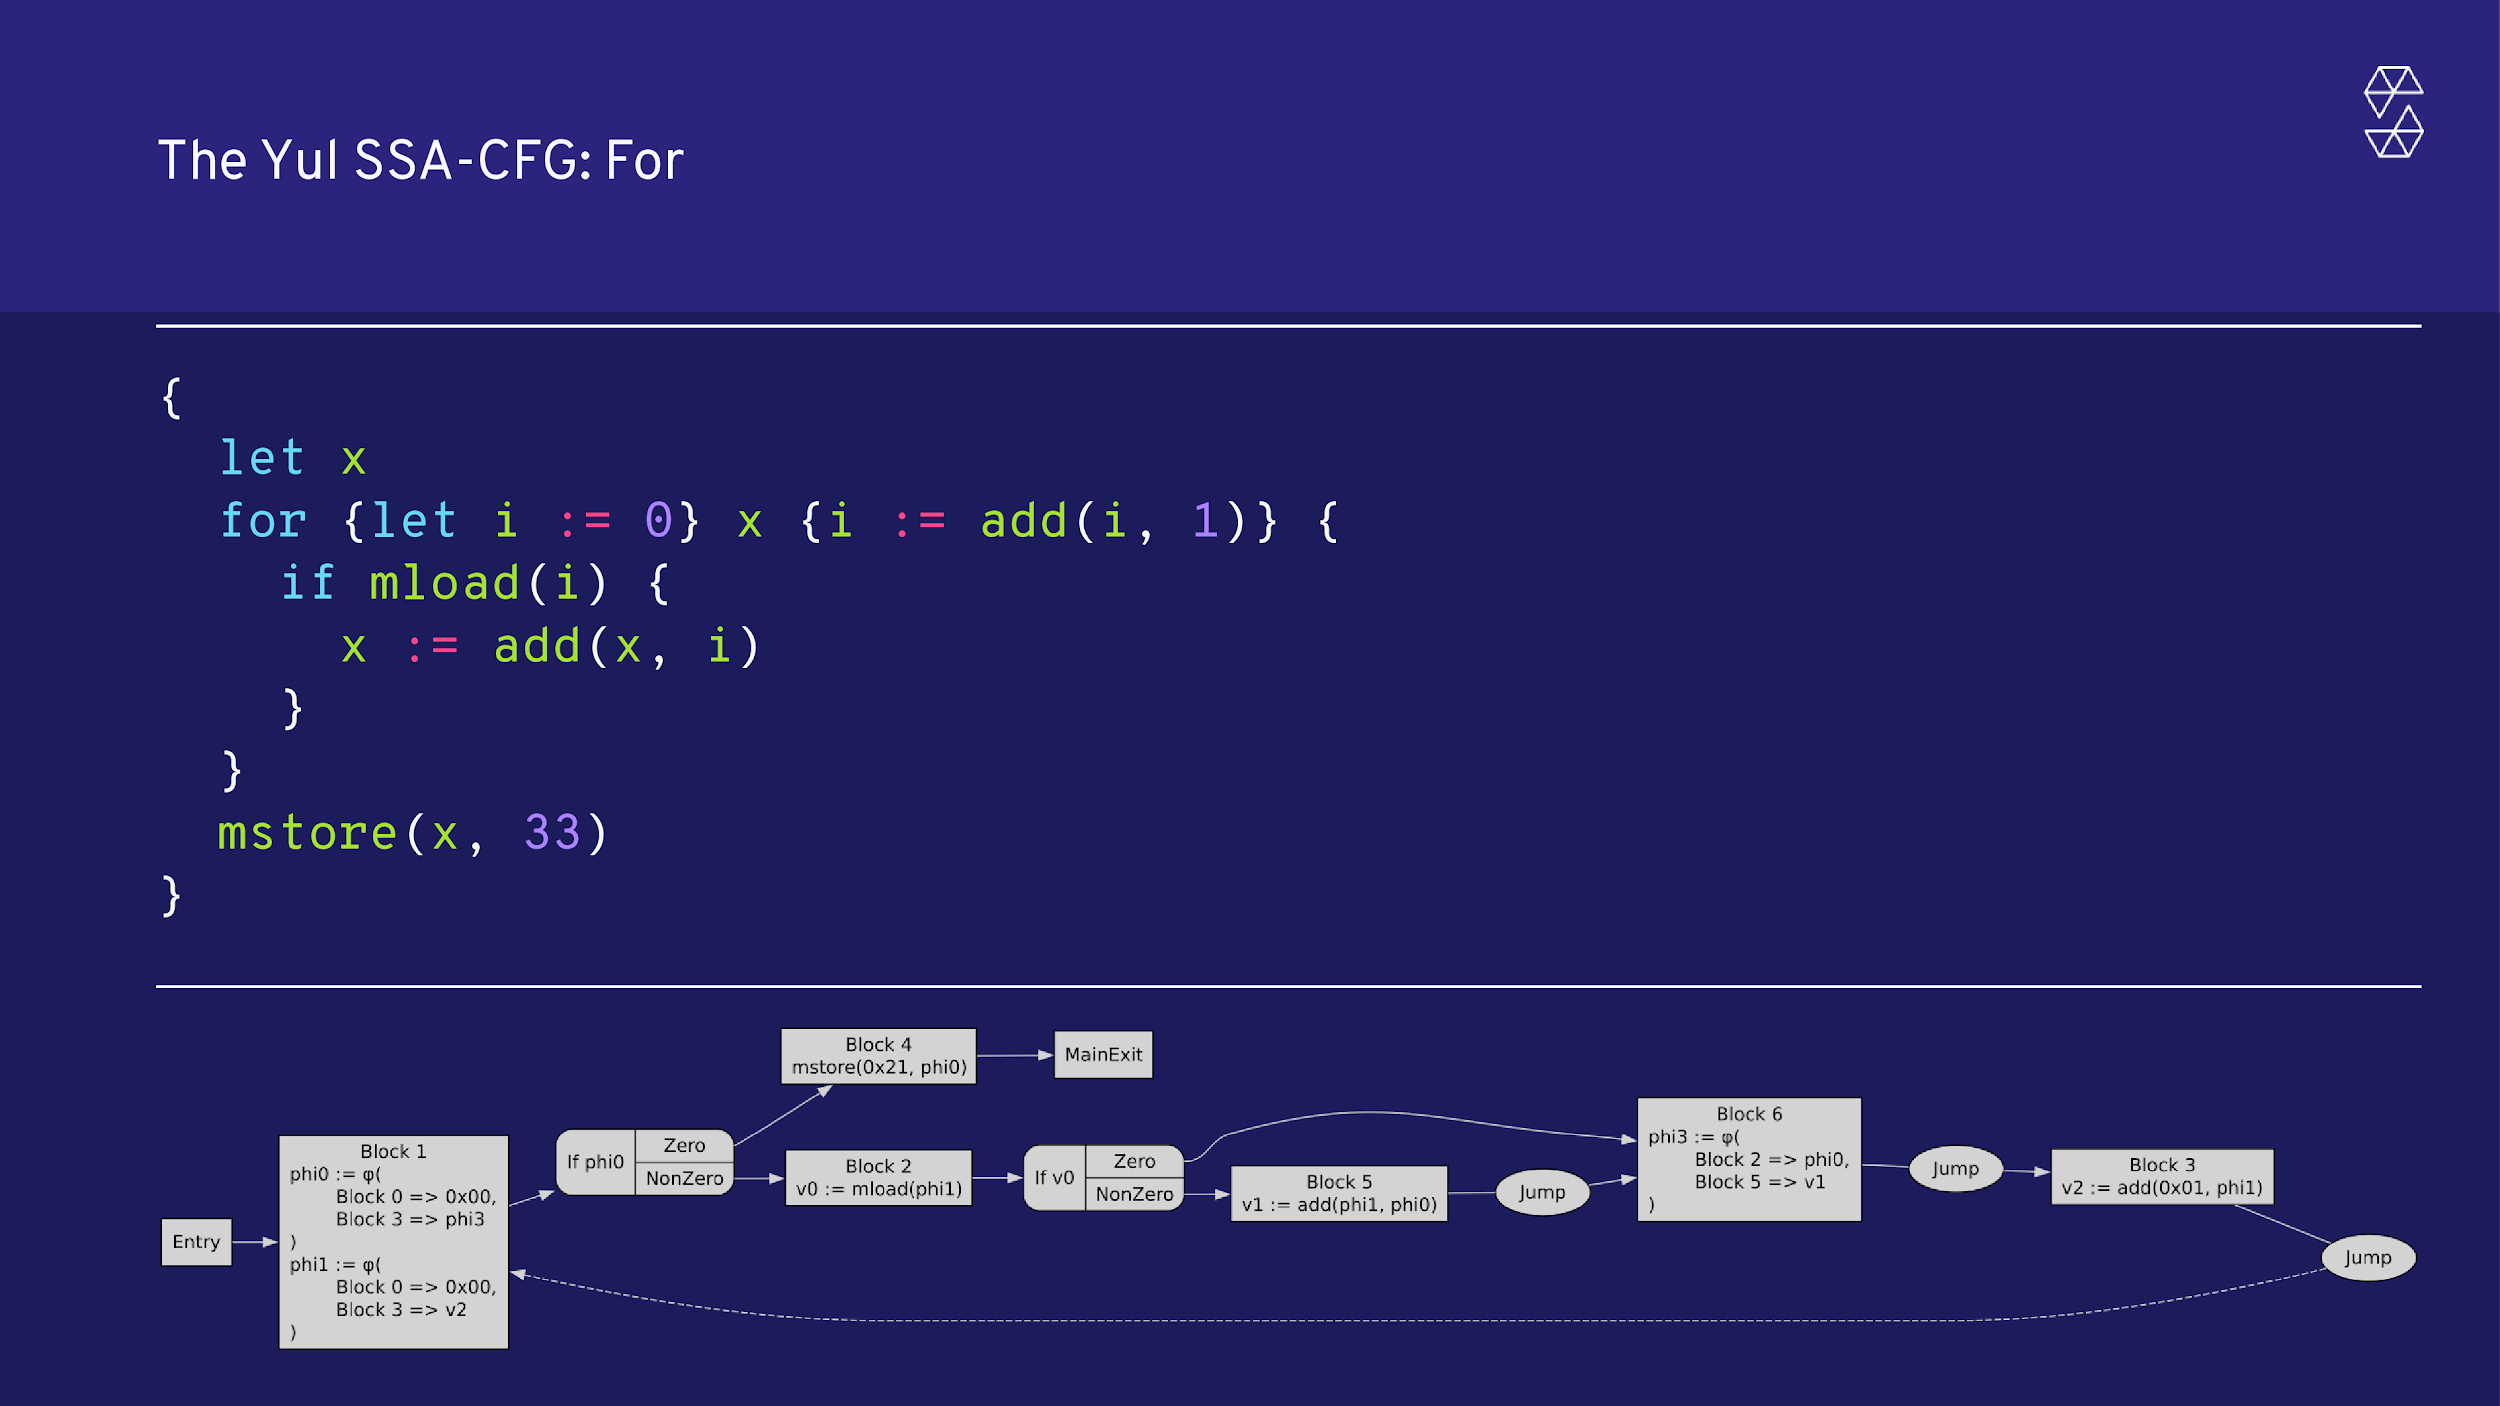 The Yul SSA-CFG: For
{
let x
for {let i := 0} x {i := add(i, 1)} {
if mload(i) {
x := add(x, i)
}
}
mstore(x, 33)
}
Entry
Block 1
phi0 := φ(
Block 0 => 0x00,
Block 3 => phi3
)
phi1 := φ(
Block 0 => 0x00,
Block 3 => v2
)
If phi0
Zero
NonZero
Block 4
mstore(0x21, phi0)
MainExit
Block 2
v0 := mload(phi1)
If v0
Zero
NonZero
Block 5
v1 := add(phi1, phi0)
Jump
Block 6
phi3 := φ(
Block 2 => phi0,
Block 5 => v1
)
Jump
Block 3
v2 := add(0x01, phi1)
Jump